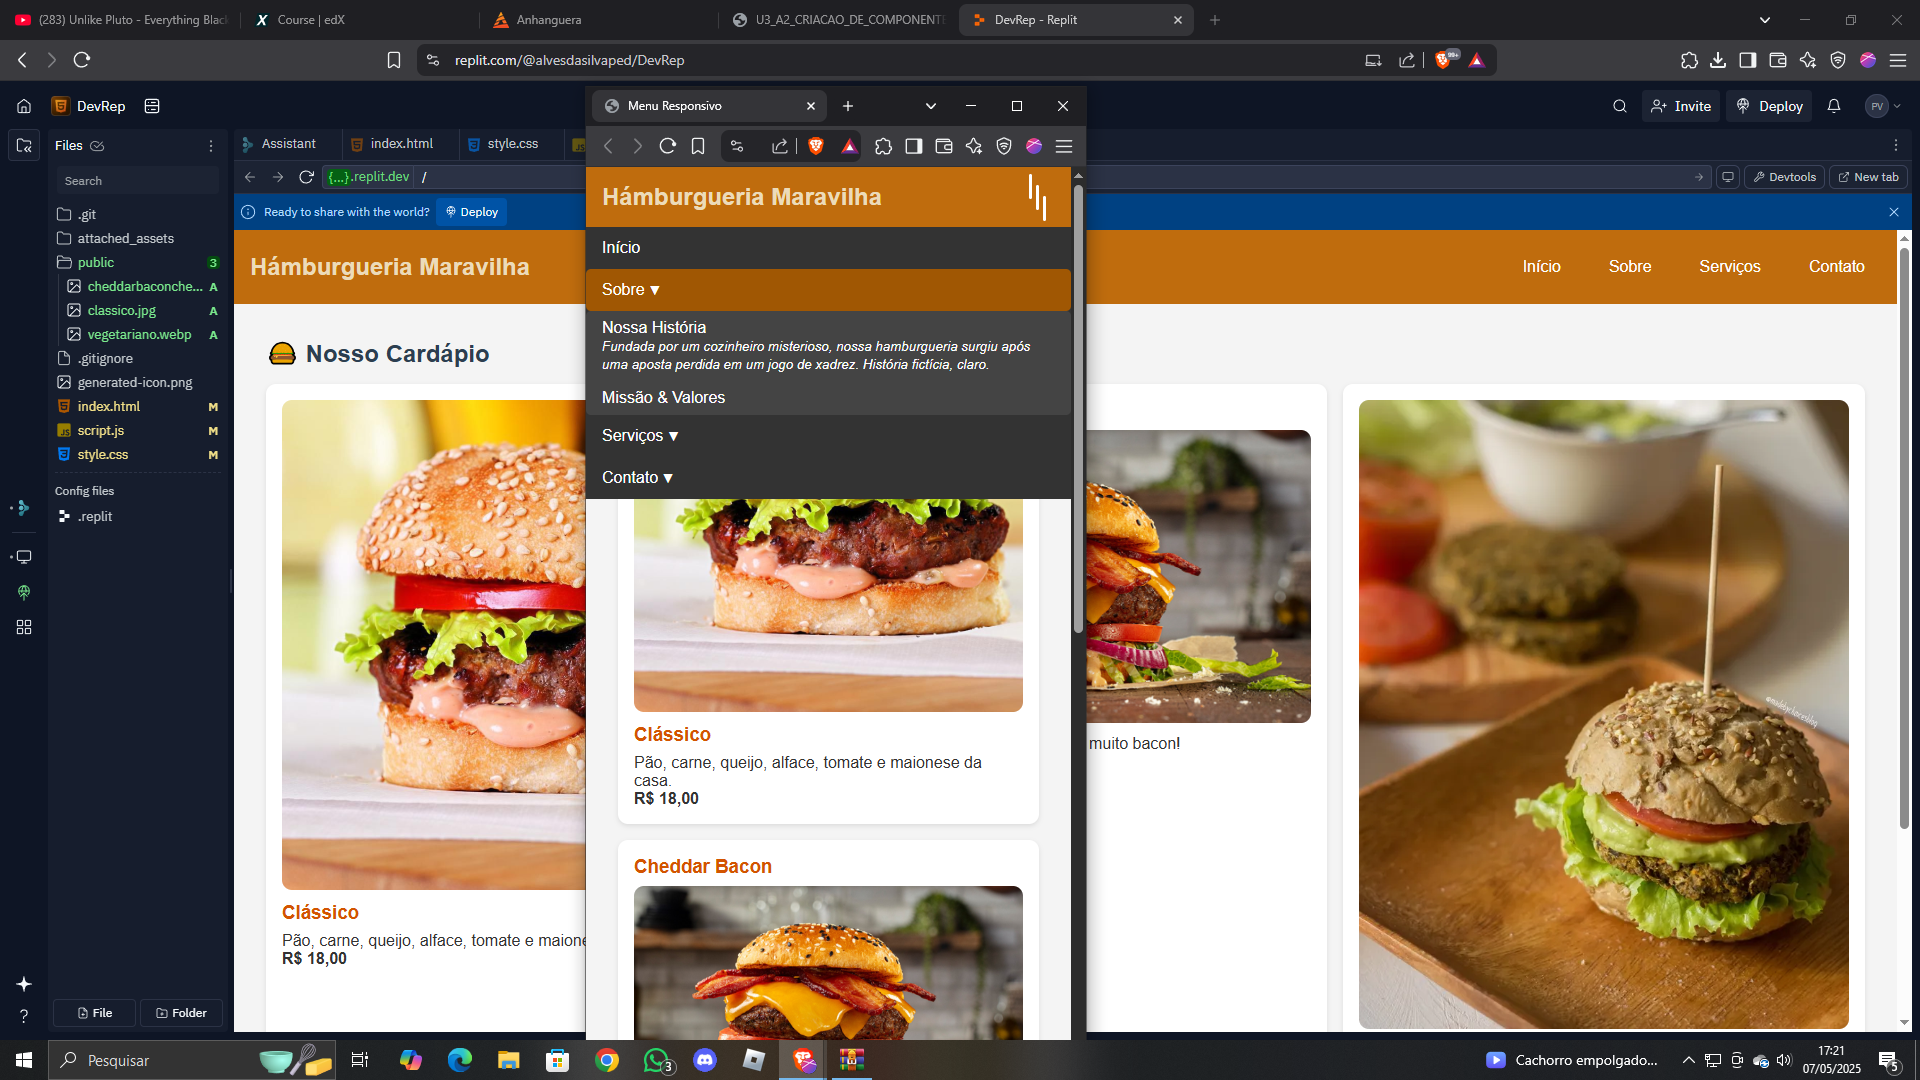 (283) Unlike Pluto - Everything Black
Course | edX
Anhanguera
U3_A2_CRIACAO_DE_COMPONENTE
DevRep - Replit
replit.com/@alvesdasilvaped/DevRep
99+
DevRep
Invite
Deploy
PV
Files
Search
.git
attached_assets
public 3
cheddarbaconche... A
classico.jpg A
vegetariano.webp A
.gitignore
generated-icon.png
index.html M
script.js M
style.css M
Config files
.replit
File
Folder
Assistant
index.html
style.css
JS
{...}.replit.dev /
Devtools
New tab
Ready to share with the world?
Deploy
Hámburgueria Maravilha
Início
Sobre
Serviços
Contato
Nosso Cardápio
Clássico
Pão, carne, queijo, alface, tomate e maione
R$ 18,00
muito bacon!
Menu Responsivo
Hámburgueria Maravilha
Início
Sobre ▼
Nossa História
Fundada por um cozinheiro misterioso, nossa hamburgueria surgiu após
uma aposta perdida em um jogo de xadrez. História fictícia, claro.
Missão & Valores
Serviços ▼
Contato ▼
Clássico
Pão, carne, queijo, alface, tomate e maionese da
casa.
R$ 18,00
Cheddar Bacon
Pesquisar
3
Cachorro empolgado...
17:21
07/05/2025
5